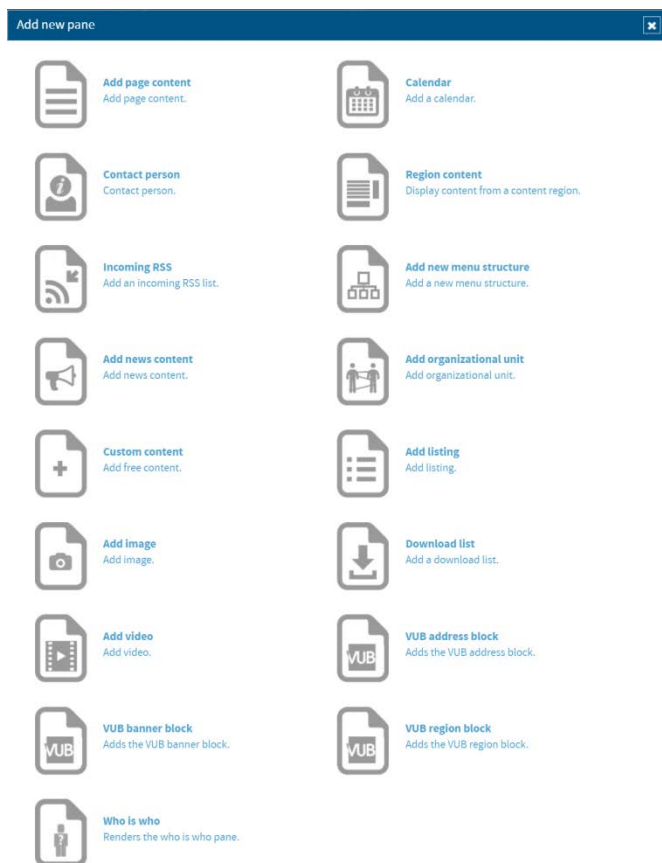 Add new pane
Add page content
Add page content.
Calendar
Add a calendar.
Contact person
Contact person.
Region content
Display content from a content region.
Incoming RSS
Add an incoming RSS list.
Add new menu structure
Add a new menu structure.
Add news content
Add news content.
Add organizational unit
Add organizational unit.
Custom content
Add free content.
Add listing
Add listing.
Add image
Add image.
Download list
Add a download list.
Add video
Add video.
VUB
VUB address block
Adds the VUB address block.
VUB
VUB banner block
Adds the VUB banner block.
VUB
VUB region block
Adds the VUB region block.
Who is who
Renders the who is who pane.